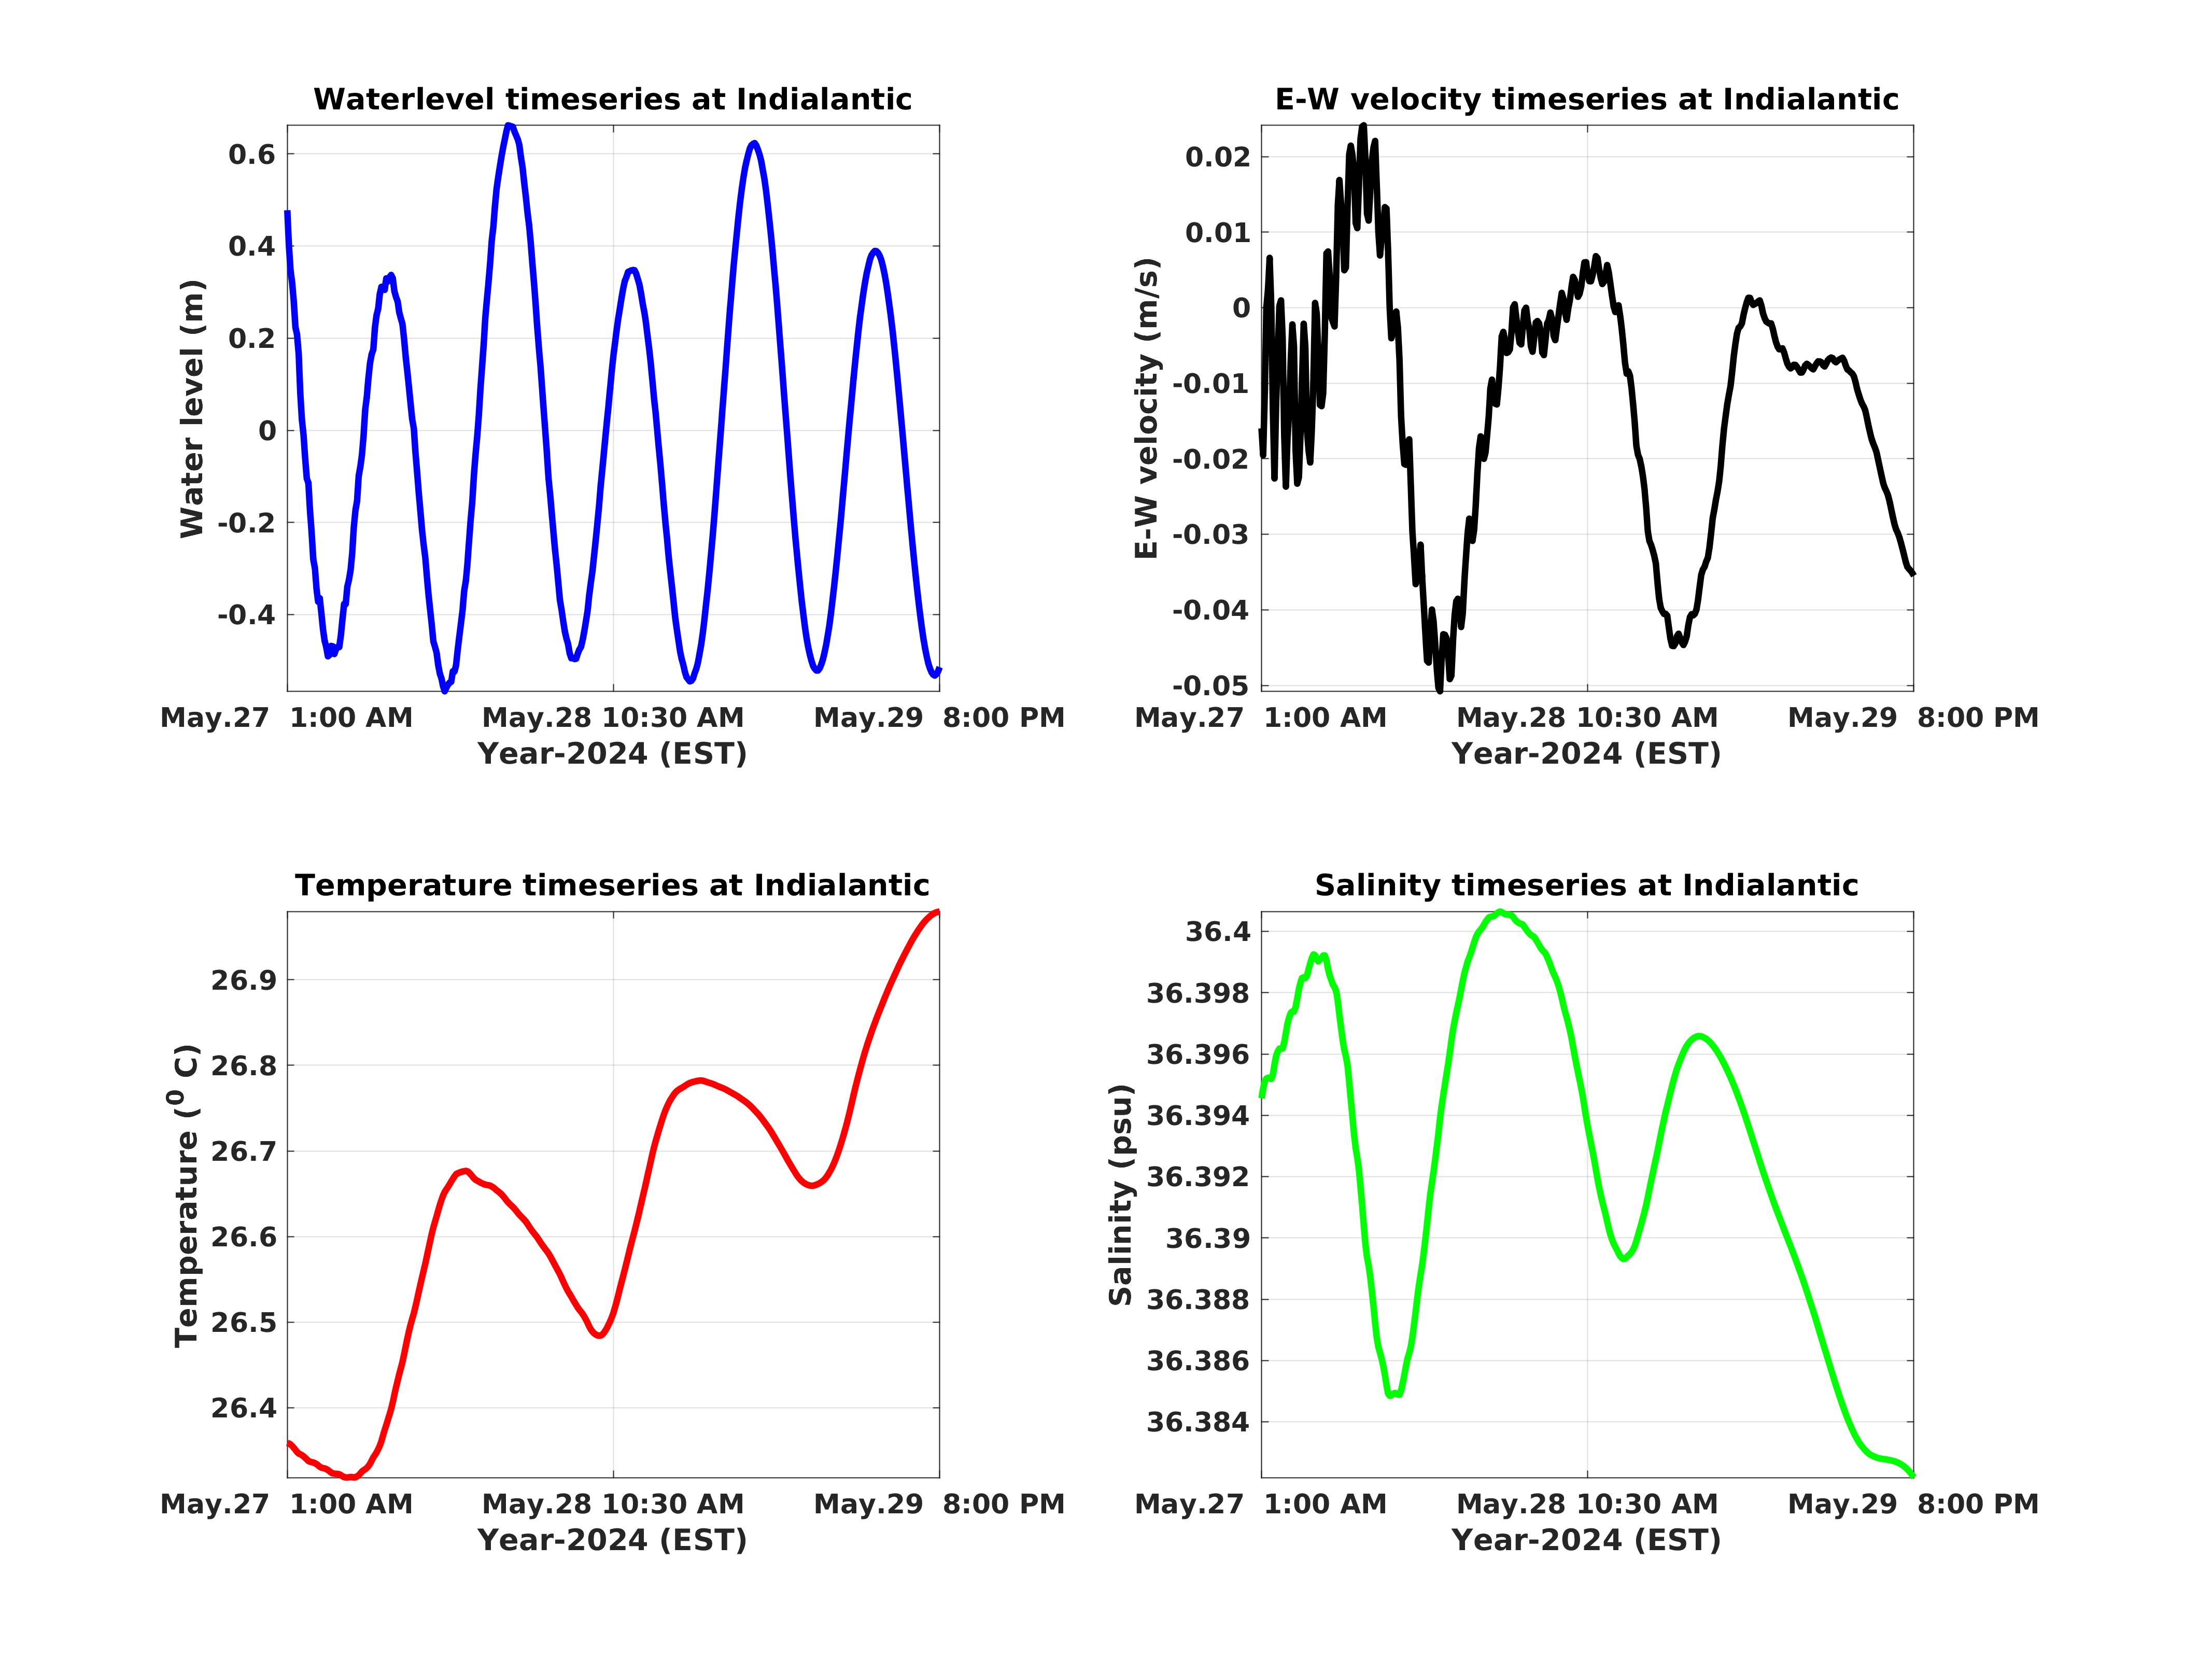 Waterlevel timeseries at Indialantic
0.6
0.4
0.2
0
-0.2
-0.4
Water level (m)
May.27 1:00 AM May.28 10:30 AM May.29 8:00 PM
Year-2024 (EST)
E-W velocity timeseries at Indialantic
0.02
0.01
0
-0.01
-0.02
-0.03
-0.04
-0.05
E-W velocity (m/s)
May.27 1:00 AM May.28 10:30 AM May.29 8:00 PM
Year-2024 (EST)
Temperature timeseries at Indialantic
26.9
26.8
26.7
26.6
26.5
26.4
Temperature (⁰ C)
May.27 1:00 AM May.28 10:30 AM May.29 8:00 PM
Year-2024 (EST)
Salinity timeseries at Indialantic
36.4
36.398
36.396
36.394
36.392
36.39
36.388
36.386
36.384
Salinity (psu)
May.27 1:00 AM May.28 10:30 AM May.29 8:00 PM
Year-2024 (EST)